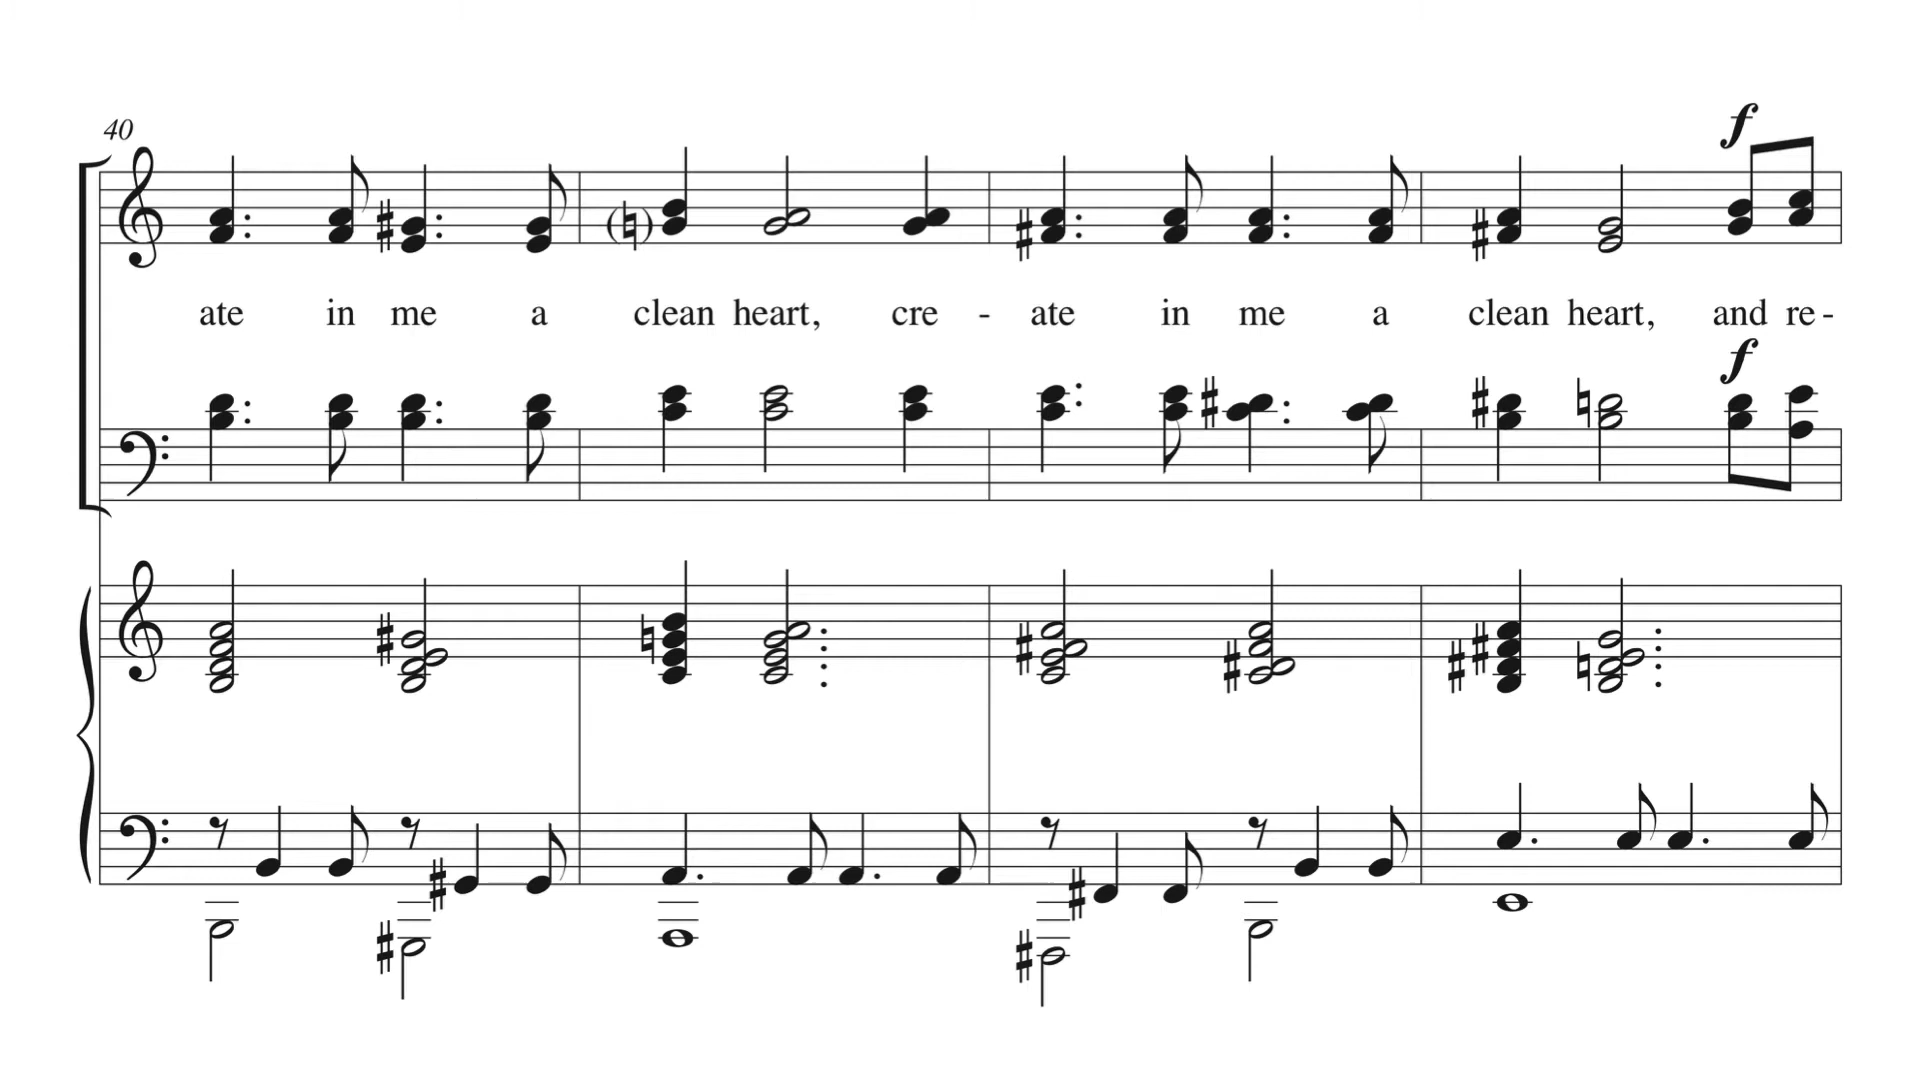 40
f
ate in me a clean heart, cre - ate in me a clean heart, and re -
f